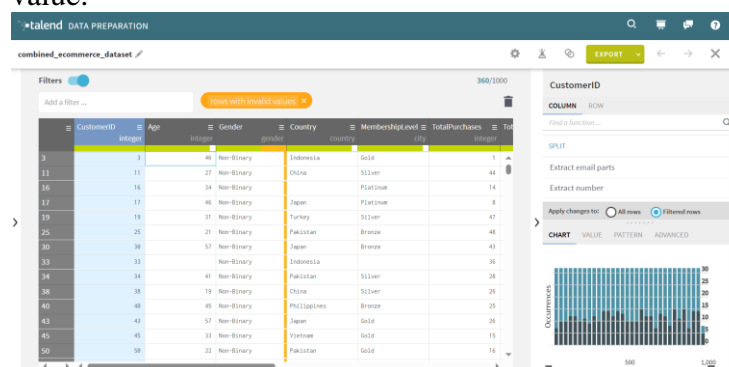 value.
talend DATA PREPARATION
combined_ecommerce_dataset
EXPORT
Filters 360/1000
Add a filter ... rows with invalid values ×
CustomerID Age Gender Country MembershipLevel TotalPurchases Tot
integer integer gender country city integer
3 3 46 Non-Binary Indonesia Gold 1
11 11 27 Non-Binary China Silver 44
16 16 34 Non-Binary Platinum 14
17 17 46 Non-Binary Japan Platinum 8
19 19 31 Non-Binary Turkey Silver 47
25 25 21 Non-Binary Pakistan Bronze 48
30 30 57 Non-Binary Japan Bronze 43
33 33 Non-Binary Indonesia 36
34 34 41 Non-Binary Pakistan Silver 28
38 38 19 Non-Binary China Silver 26
40 40 45 Non-Binary Philippines Bronze 25
43 43 57 Non-Binary Japan Gold 26
45 45 33 Non-Binary Vietnam Gold 15
50 50 22 Non-Binary Pakistan Gold 16
CustomerID
COLUMN ROW
Find a function ...
SPLIT
Extract email parts
Extract number
Apply changes to: All rows Filtered rows
CHART VALUE PATTERN ADVANCED
Occurrences
30
25
20
15
10
5
0
500 1,000